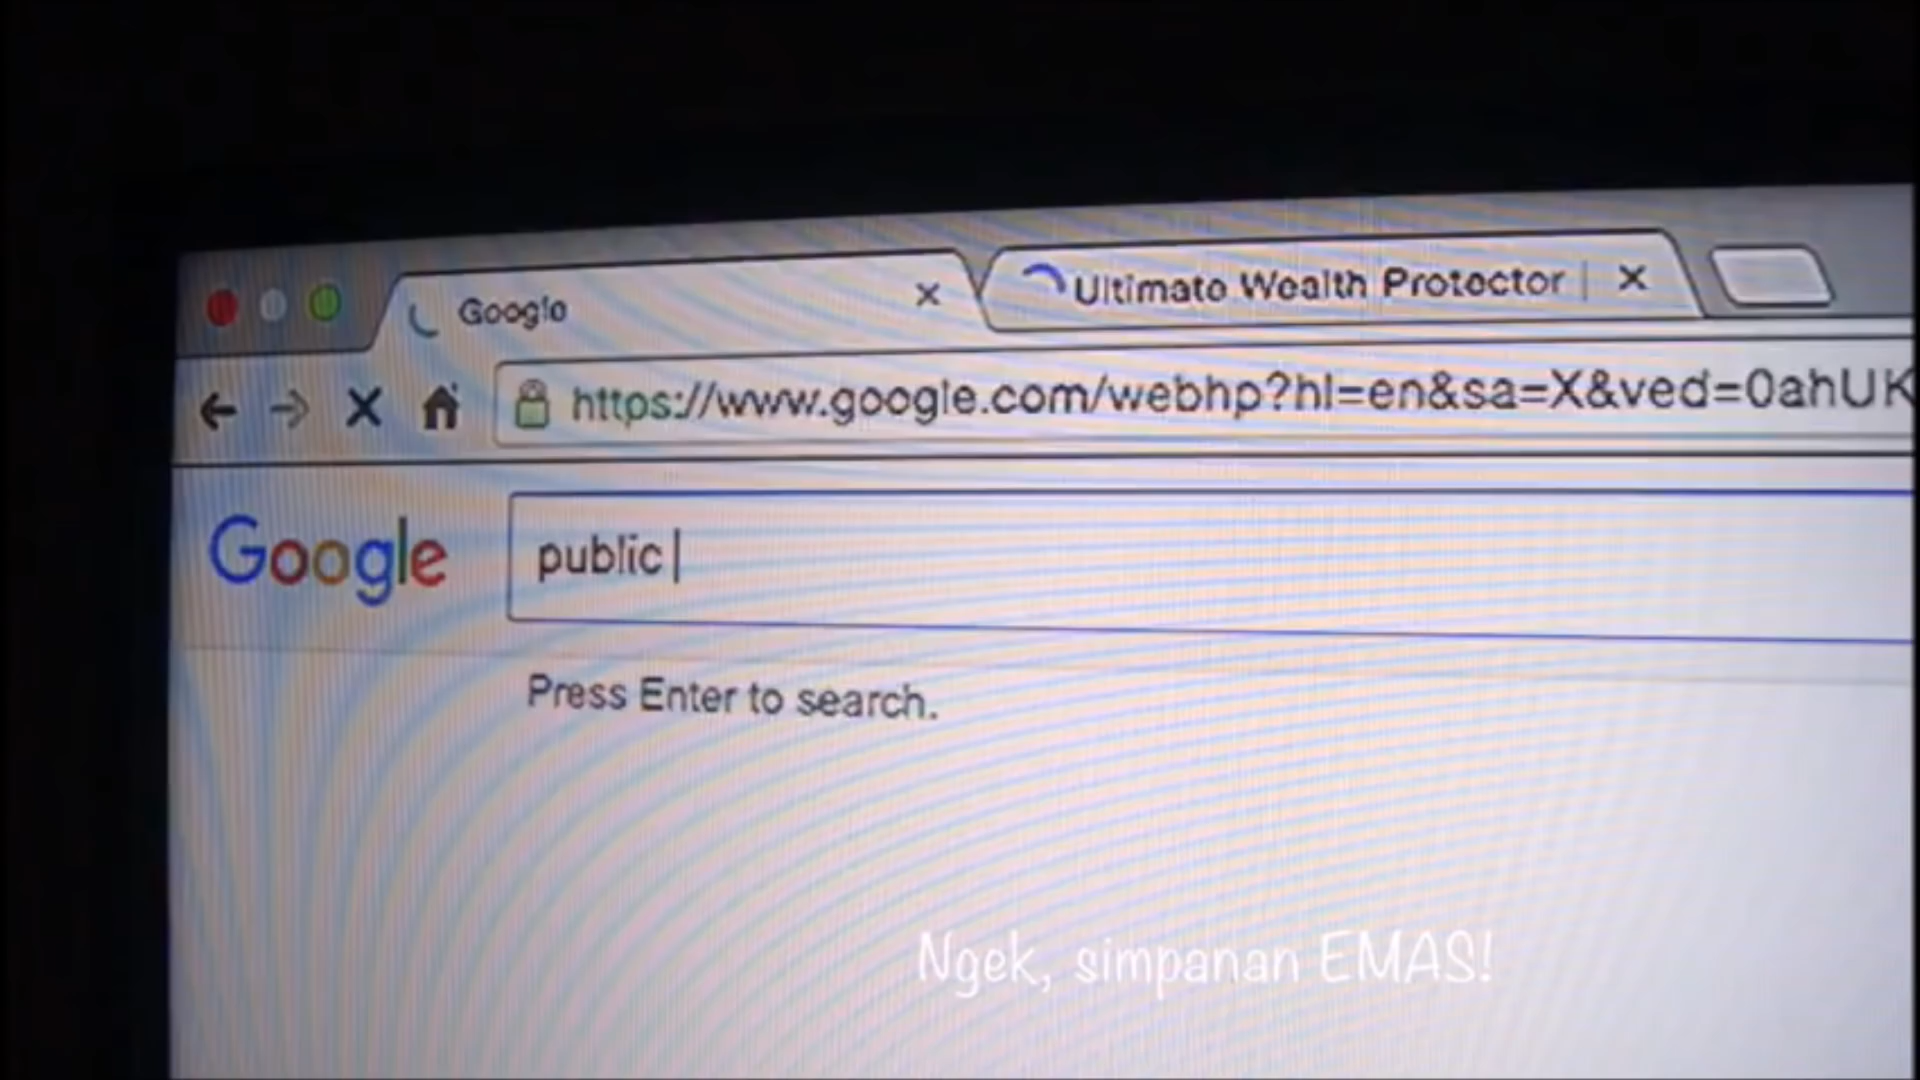 Google
Ultimate Wealth Protector |
https://www.google.com/webhp?hl=en&sa=X&ved=0ahUK
Google
public
Press Enter to search.
Ngek, simpanan EMAS!